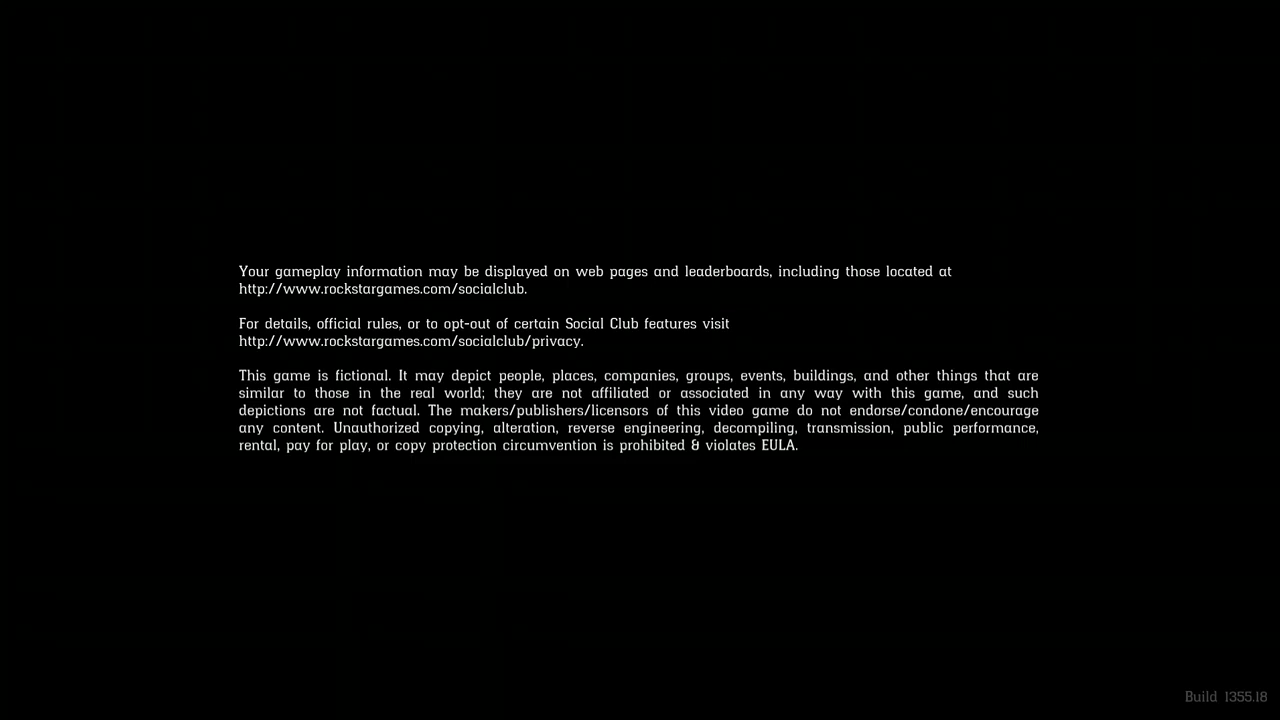 Your gameplay information may be displayed on web pages and leaderboards, including those located at
http://www.rockstargames.com/socialclub.
For details, official rules, or to opt-out of certain Social Club features visit
http://www.rockstargames.com/socialclub/privacy.
This game is fictional. It may depict people, places, companies, groups, events, buildings, and other things that are
similar to those in the real world; they are not affiliated or associated in any way with this game, and such
depictions are not factual. The makers/publishers/licensors of this video game do not endorse/condone/encourage
any content. Unauthorized copying, alteration, reverse engineering, decompiling, transmission, public performance,
rental, pay for play, or copy protection circumvention is prohibited & violates EULA.
Build 1355.18